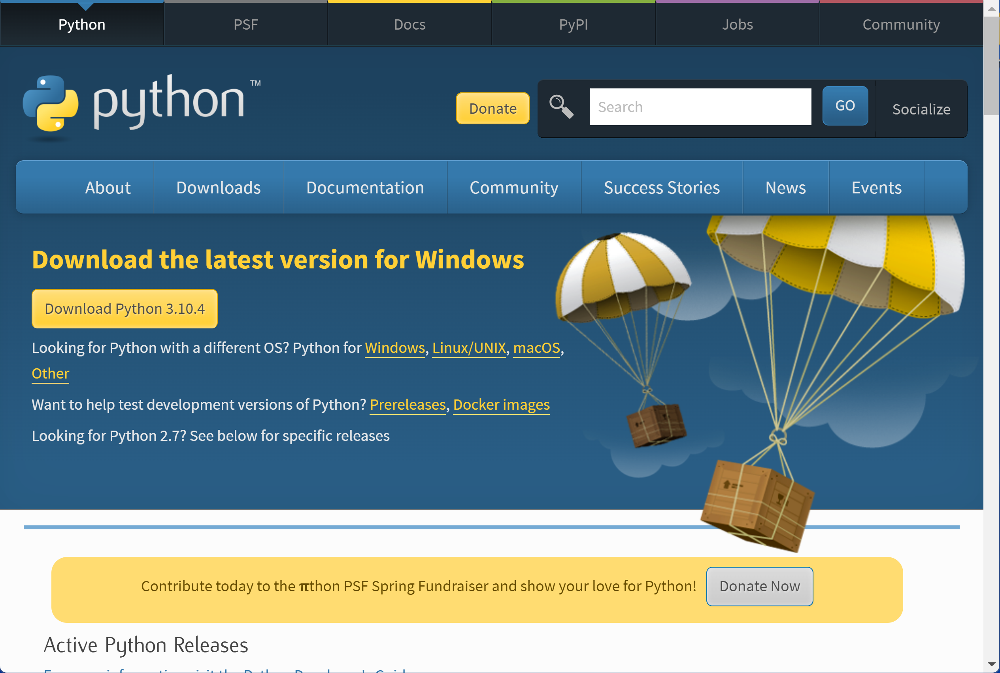 Python PSF Docs PyPI Jobs Community
python TM
Donate Search GO Socialize
About Downloads Documentation Community Success Stories News Events
Download the latest version for Windows
Download Python 3.10.4
Looking for Python with a different OS? Python for Windows, Linux/UNIX, macOS,
Other
Want to help test development versions of Python? Prereleases, Docker images
Looking for Python 2.7? See below for specific releases
Contribute today to the πthon PSF Spring Fundraiser and show your love for Python! Donate Now
Active Python Releases